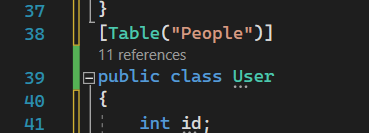 37 }
38 [Table("People")]
11 references
39 public class User
40 {
41 int id;